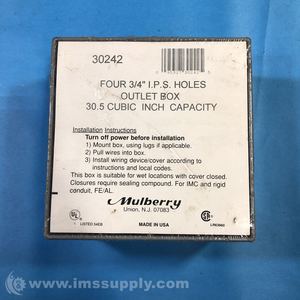 30242
FOUR 3/4" I.P.S. HOLES
OUTLET BOX
30.5 CUBIC INCH CAPACITY
Installation Instructions
Turn off power before installation
1) Mount box, using lugs if applicable.
2) Pull wires into box.
3) Install wiring device/cover according to
instructions and local codes.
This box is suitable for wet locations with cover closed.
Closures require sealing compound. For IMC and rigid
conduit, FE/AL.
Mulberry
Union, N.J. 07083
UL
LISTED 54E8
MADE IN USA
© www.imssupply.com